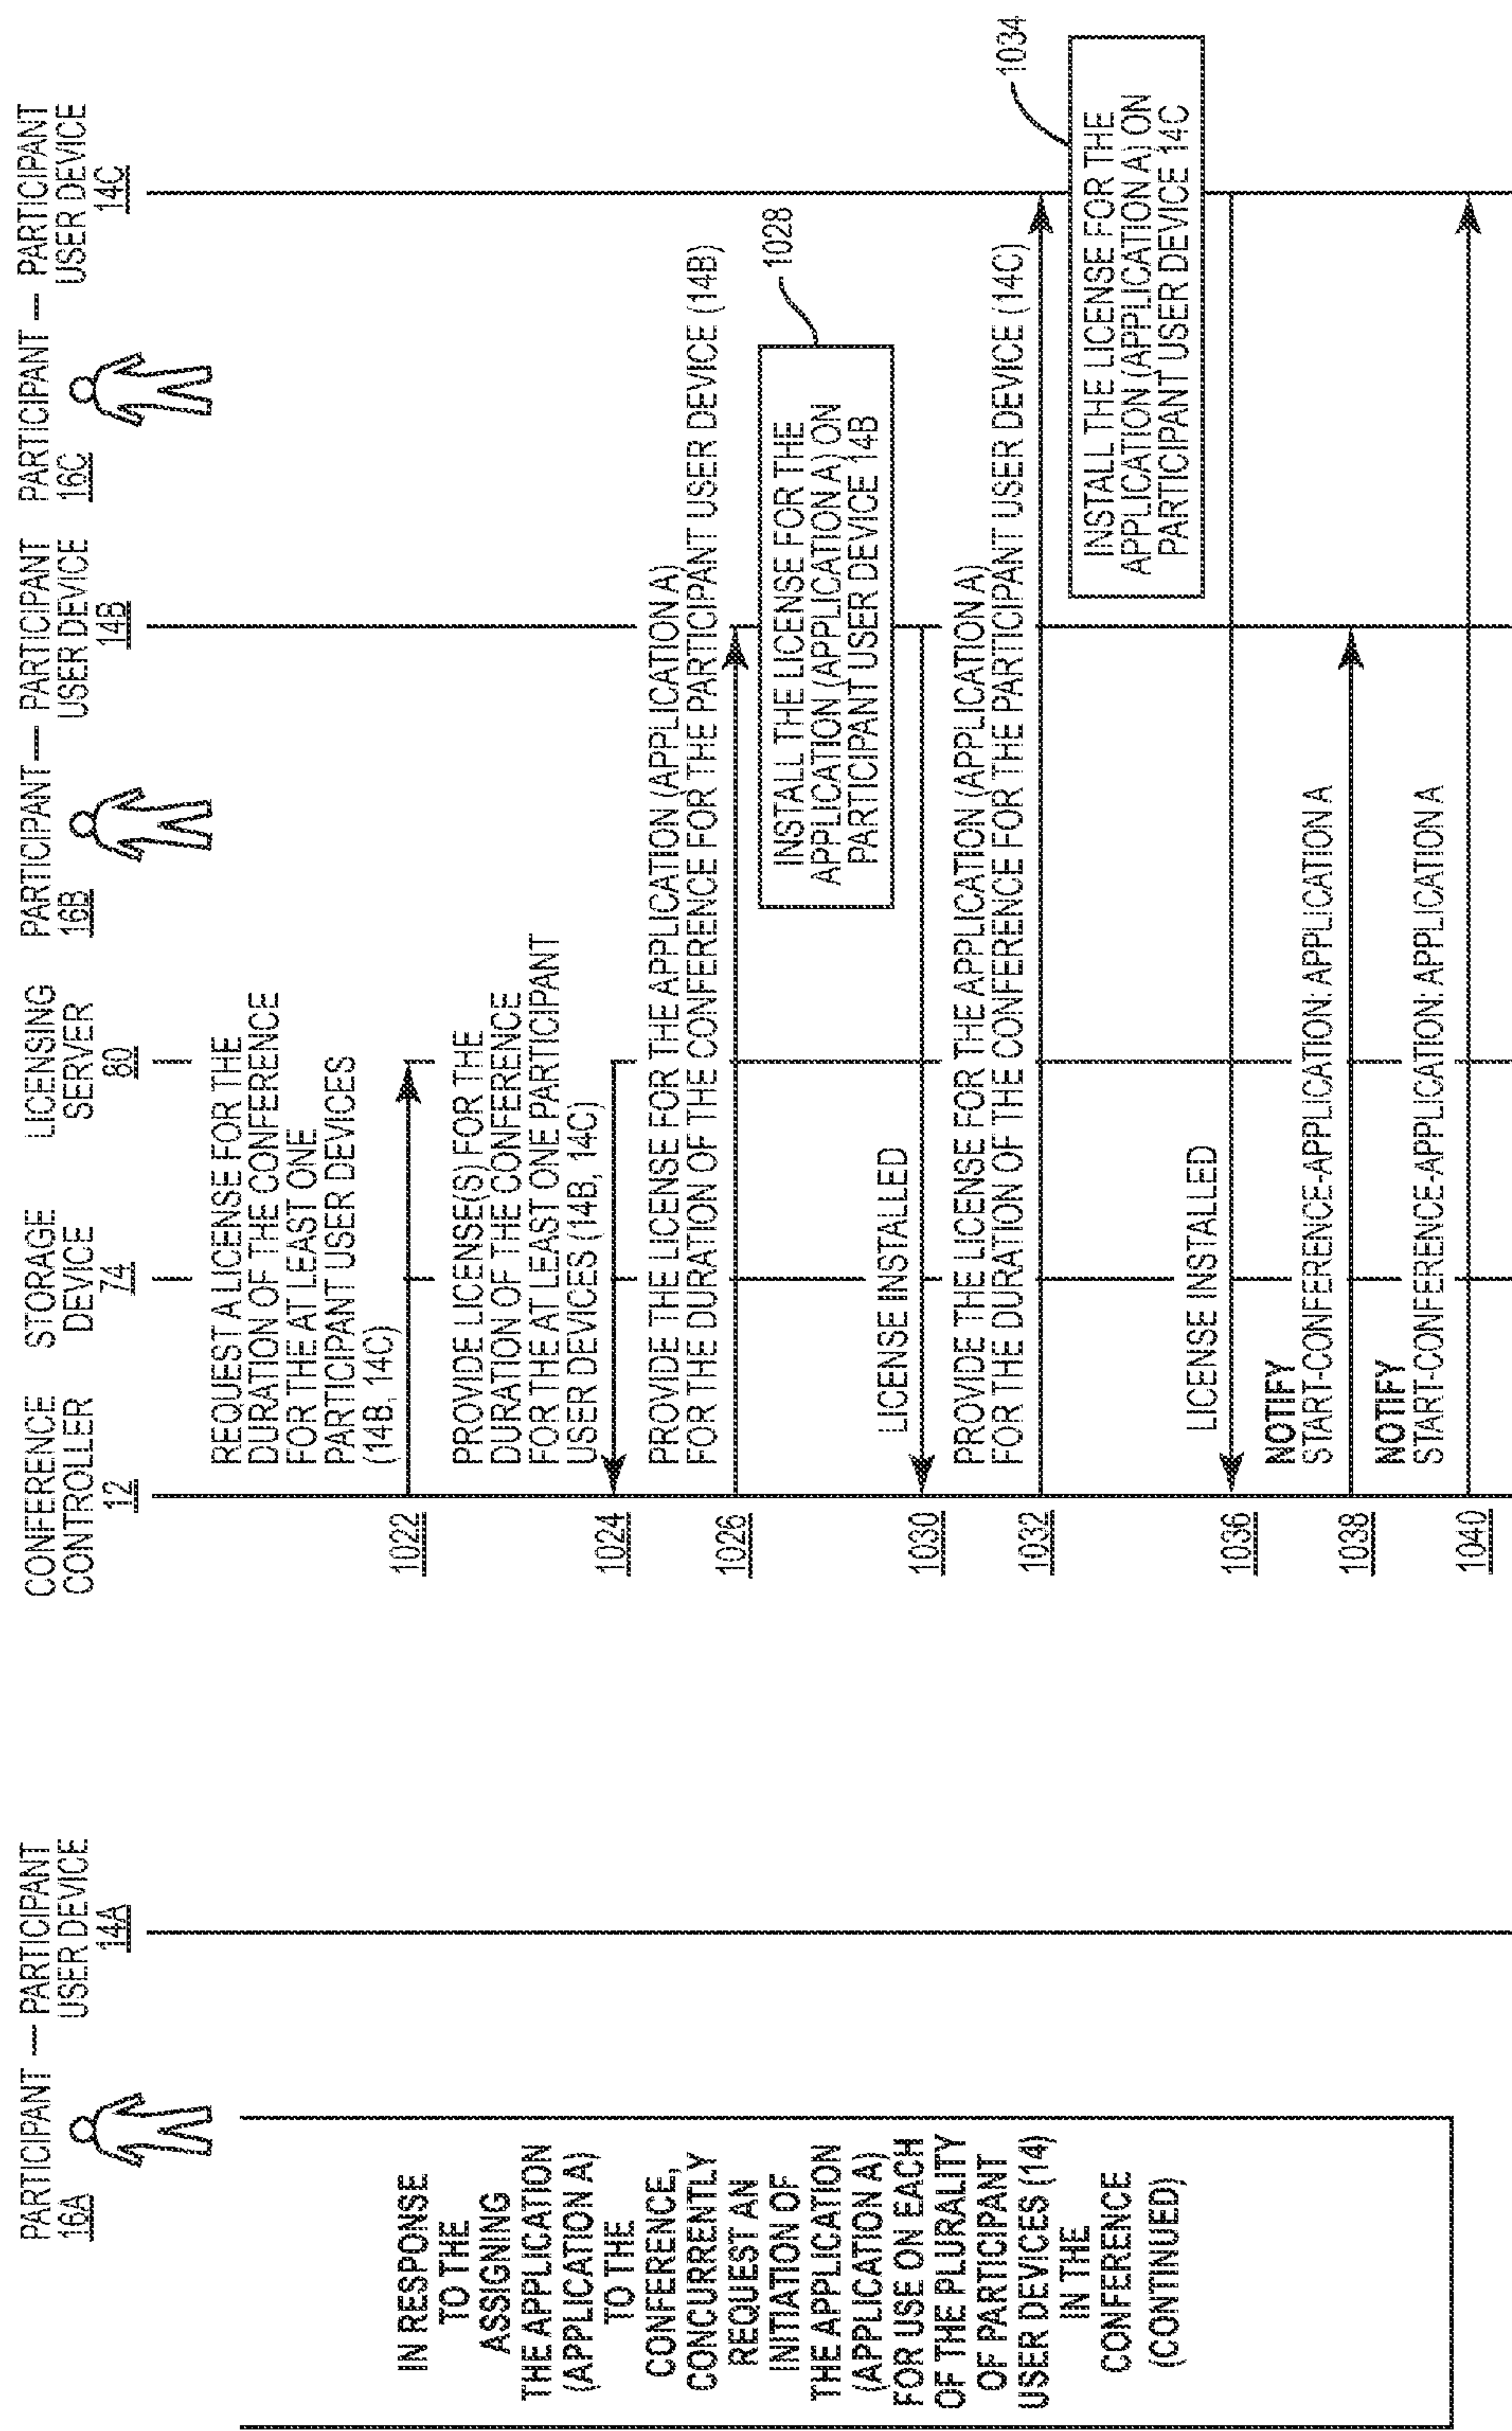 PARTICIPANT — PARTICIPANT
16A
USER DEVICE
14A
CONFERENCE
CONTROLLER
12
STORAGE
DEVICE
74
LICENSING
SERVER
80
PARTICIPANT — PARTICIPANT
16B
USER DEVICE
14B
PARTICIPANT — PARTICIPANT
16C
USER DEVICE
14C
IN RESPONSE
TO THE
ASSIGNING
THE APPLICATION
(APPLICATION A)
TO THE
CONFERENCE,
CONCURRENTLY
REQUEST AN
INITIATION OF
THE APPLICATION
(APPLICATION A)
FOR USE ON EACH
OF THE PLURALITY
OF PARTICIPANT
USER DEVICES (14)
IN THE
CONFERENCE
(CONTINUED)
REQUEST A LICENSE FOR THE
DURATION OF THE CONFERENCE
FOR THE AT LEAST ONE
PARTICIPANT USER DEVICES
(14B, 14C)
1022
PROVIDE LICENSE(S) FOR THE
DURATION OF THE CONFERENCE
FOR THE AT LEAST ONE PARTICIPANT
USER DEVICES (14B, 14C)
1024
PROVIDE THE LICENSE FOR THE APPLICATION (APPLICATION A)
FOR THE DURATION OF THE CONFERENCE FOR THE PARTICIPANT USER DEVICE (14B)
1026
1028
INSTALL THE LICENSE FOR THE
APPLICATION (APPLICATION A) ON
PARTICIPANT USER DEVICE 14B
LICENSE INSTALLED
1030
PROVIDE THE LICENSE FOR THE APPLICATION (APPLICATION A)
FOR THE DURATION OF THE CONFERENCE FOR THE PARTICIPANT USER DEVICE (14C)
1032
1034
INSTALL THE LICENSE FOR THE
APPLICATION (APPLICATION A) ON
PARTICIPANT USER DEVICE 14C
LICENSE INSTALLED
1036
NOTIFY
START-CONFERENCE-APPLICATION: APPLICATION A
1038
NOTIFY
START-CONFERENCE-APPLICATION: APPLICATION A
1040